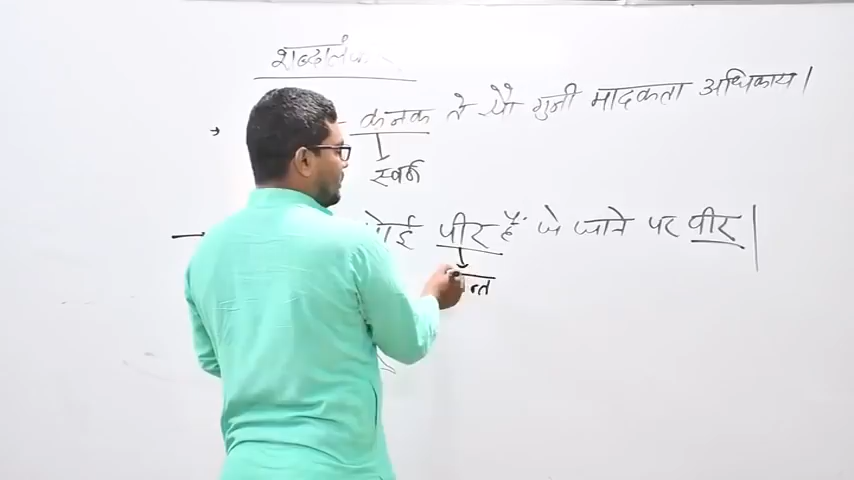 शब्दालं
कनक ते सौ गुनी मादकता अधिकाय।
स्वर्ण
पीर हैं जे जाने पर पीर|
न्त